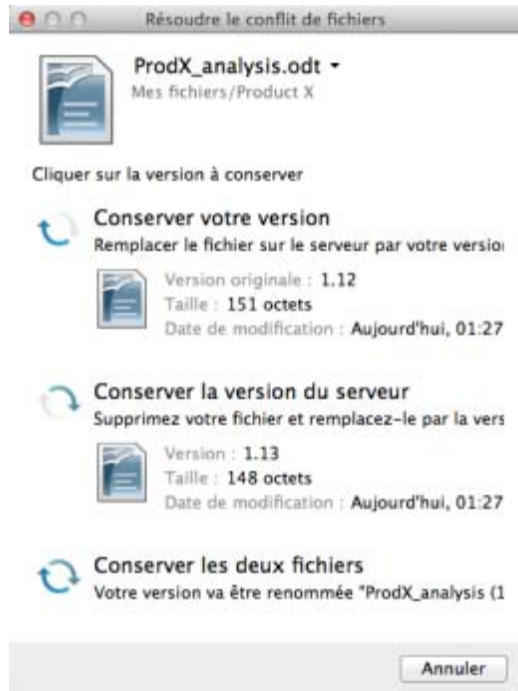 Résoudre le conflit de fichiers
ProdX_analysis.odt
Mes fichiers/Product X
Cliquer sur la version à conserver
Conserver votre version
Remplacer le fichier sur le serveur par votre versio
Version originale : 1.12
Taille : 151 octets
Date de modification : Aujourd'hui, 01:27
Conserver la version du serveur
Supprimez votre fichier et remplacez-le par la vers
Version : 1.13
Taille : 148 octets
Date de modification : Aujourd'hui, 01:27
Conserver les deux fichiers
Votre version va être renommée "ProdX_analysis (1
Annuler